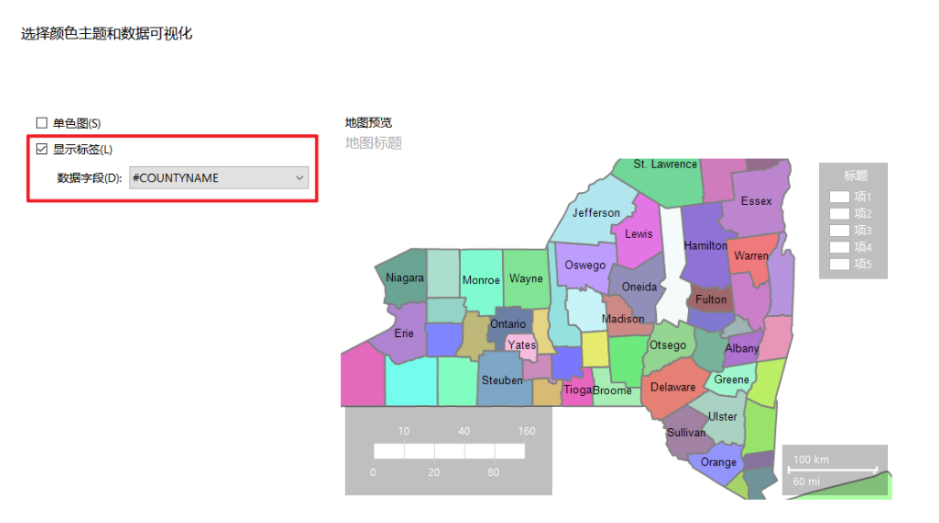 选择颜色主题和数据可视化
单色图(S)
显示标签(L)
数据字段(D): #COUNTYNAME
地图预览
地图标题
St. Lawrence
Essex
Jefferson
Lewis
Hamilton
Warren
Oswego
Niagara
Monroe
Wayne
Oneida
Fulton
Madison
Ontario
Erie
Yates
Otsego
Albany
Steuben
Tioga
Broome
Delaware
Greene
Ulster
Sullivan
Orange
标题
项1
项2
项3
项4
项5
10 40 160
0 20 80
100 km
60 mi